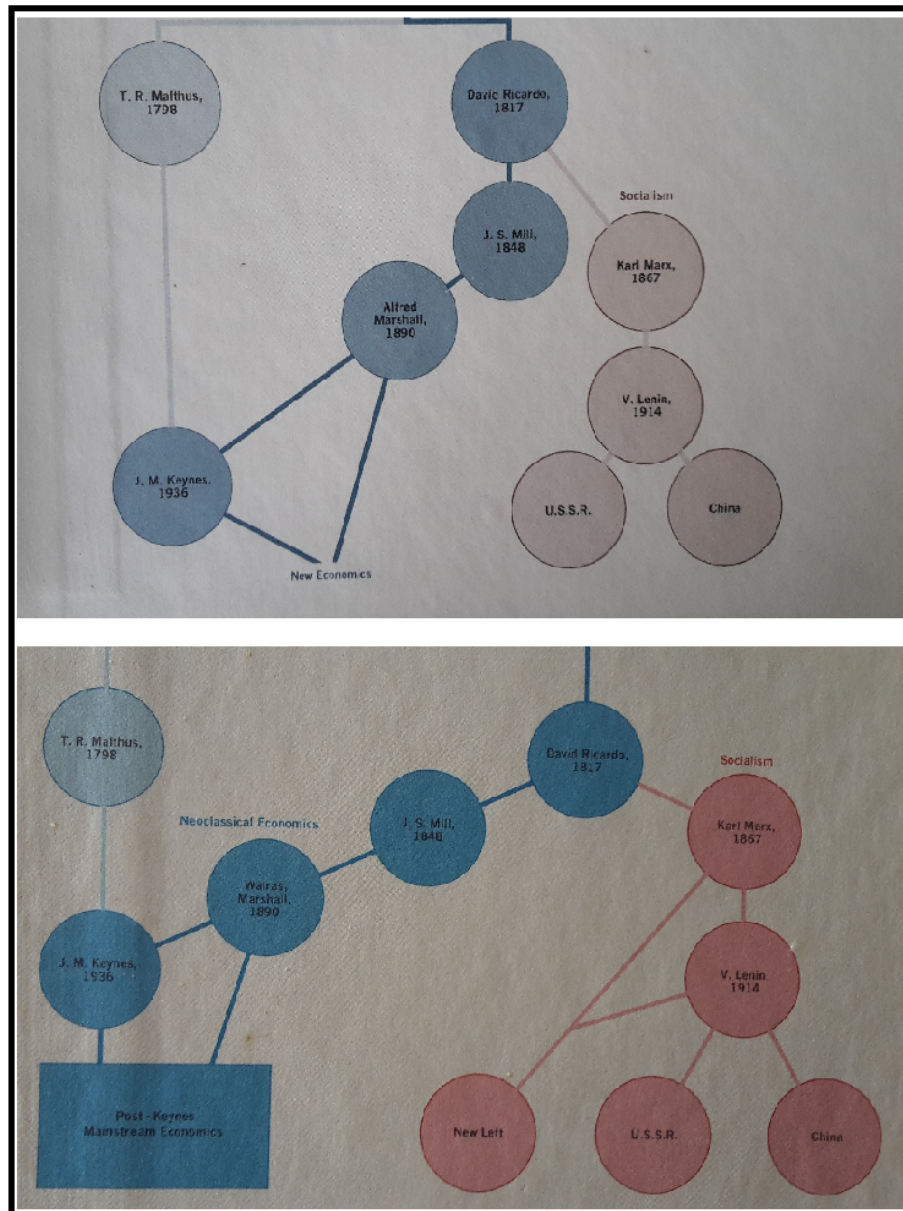 T. R. Malthus,
1798
David Ricardo,
1817
J. S. Mill,
1848
Socialism
Karl Marx,
1867
Alfred
Marshall,
1890
V. Lenin,
1914
J. M. Keynes,
1936
U.S.S.R.
China
New Economics
T. R. Malthus,
1798
David Ricardo,
1817
Socialism
Karl Marx,
1867
J. S. Mill,
1848
Neoclassical Economics
Walras,
Marshall,
1890
J. M. Keynes,
1936
V. Lenin,
1914
Post - Keynes
Mainstream Economics
New Left
U.S.S.R.
China